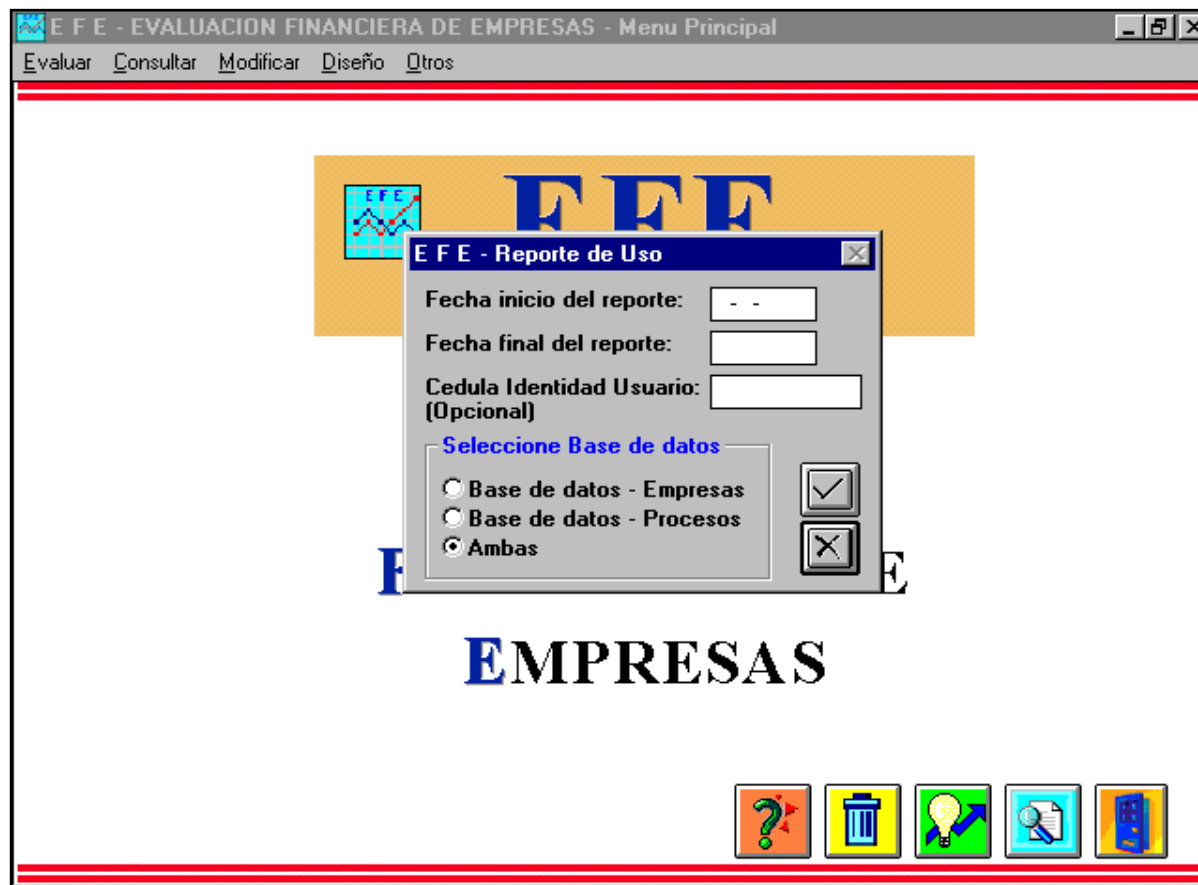 E F E - EVALUACION FINANCIERA DE EMPRESAS - Menu Principal
Evaluar Consultar Modificar Diseño Otros
E F E
EFE
E F E - Reporte de Uso
Fecha inicio del reporte: - -
Fecha final del reporte:
Cedula Identidad Usuario:
(Opcional)
Seleccione Base de datos
Base de datos - Empresas
Base de datos - Procesos
Ambas
E
EMPRESAS